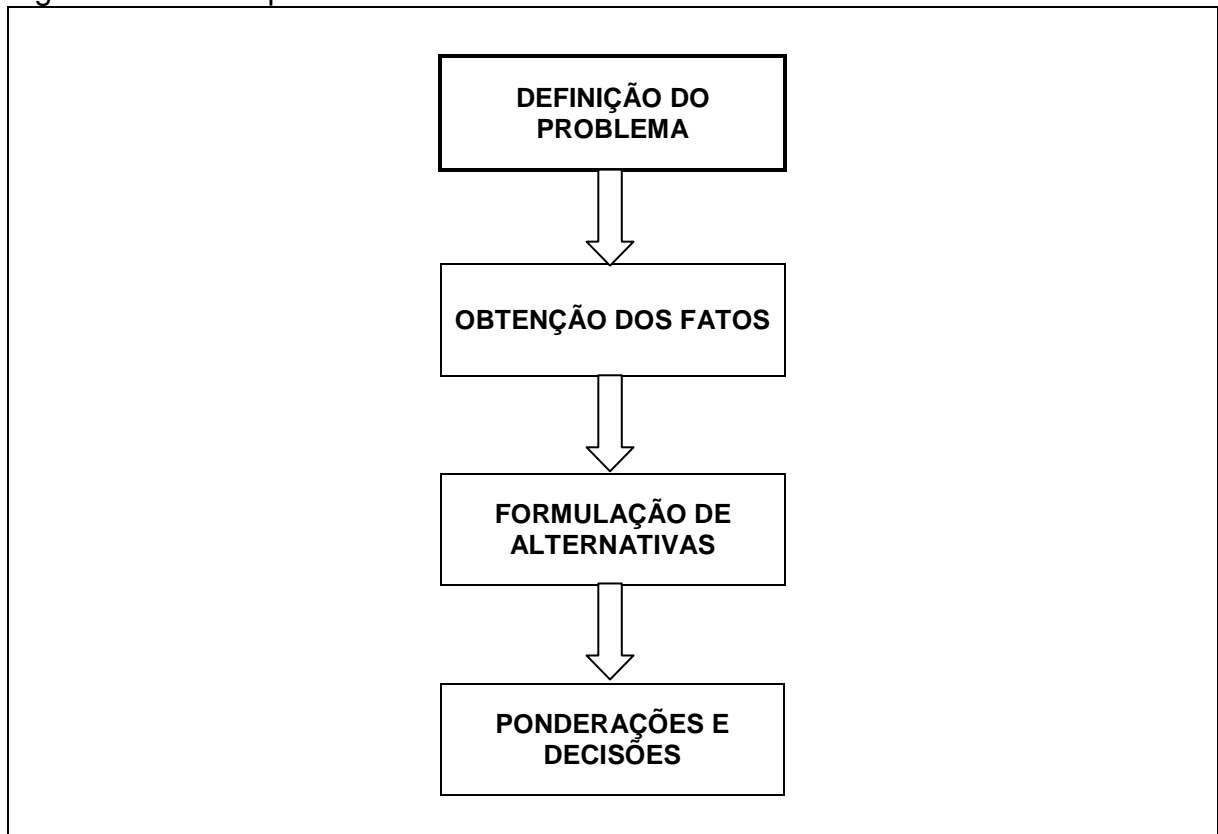 DEFINIÇÃO DO
PROBLEMA
OBTENÇÃO DOS FATOS
FORMULAÇÃO DE
ALTERNATIVAS
PONDERAÇÕES E
DECISÕES